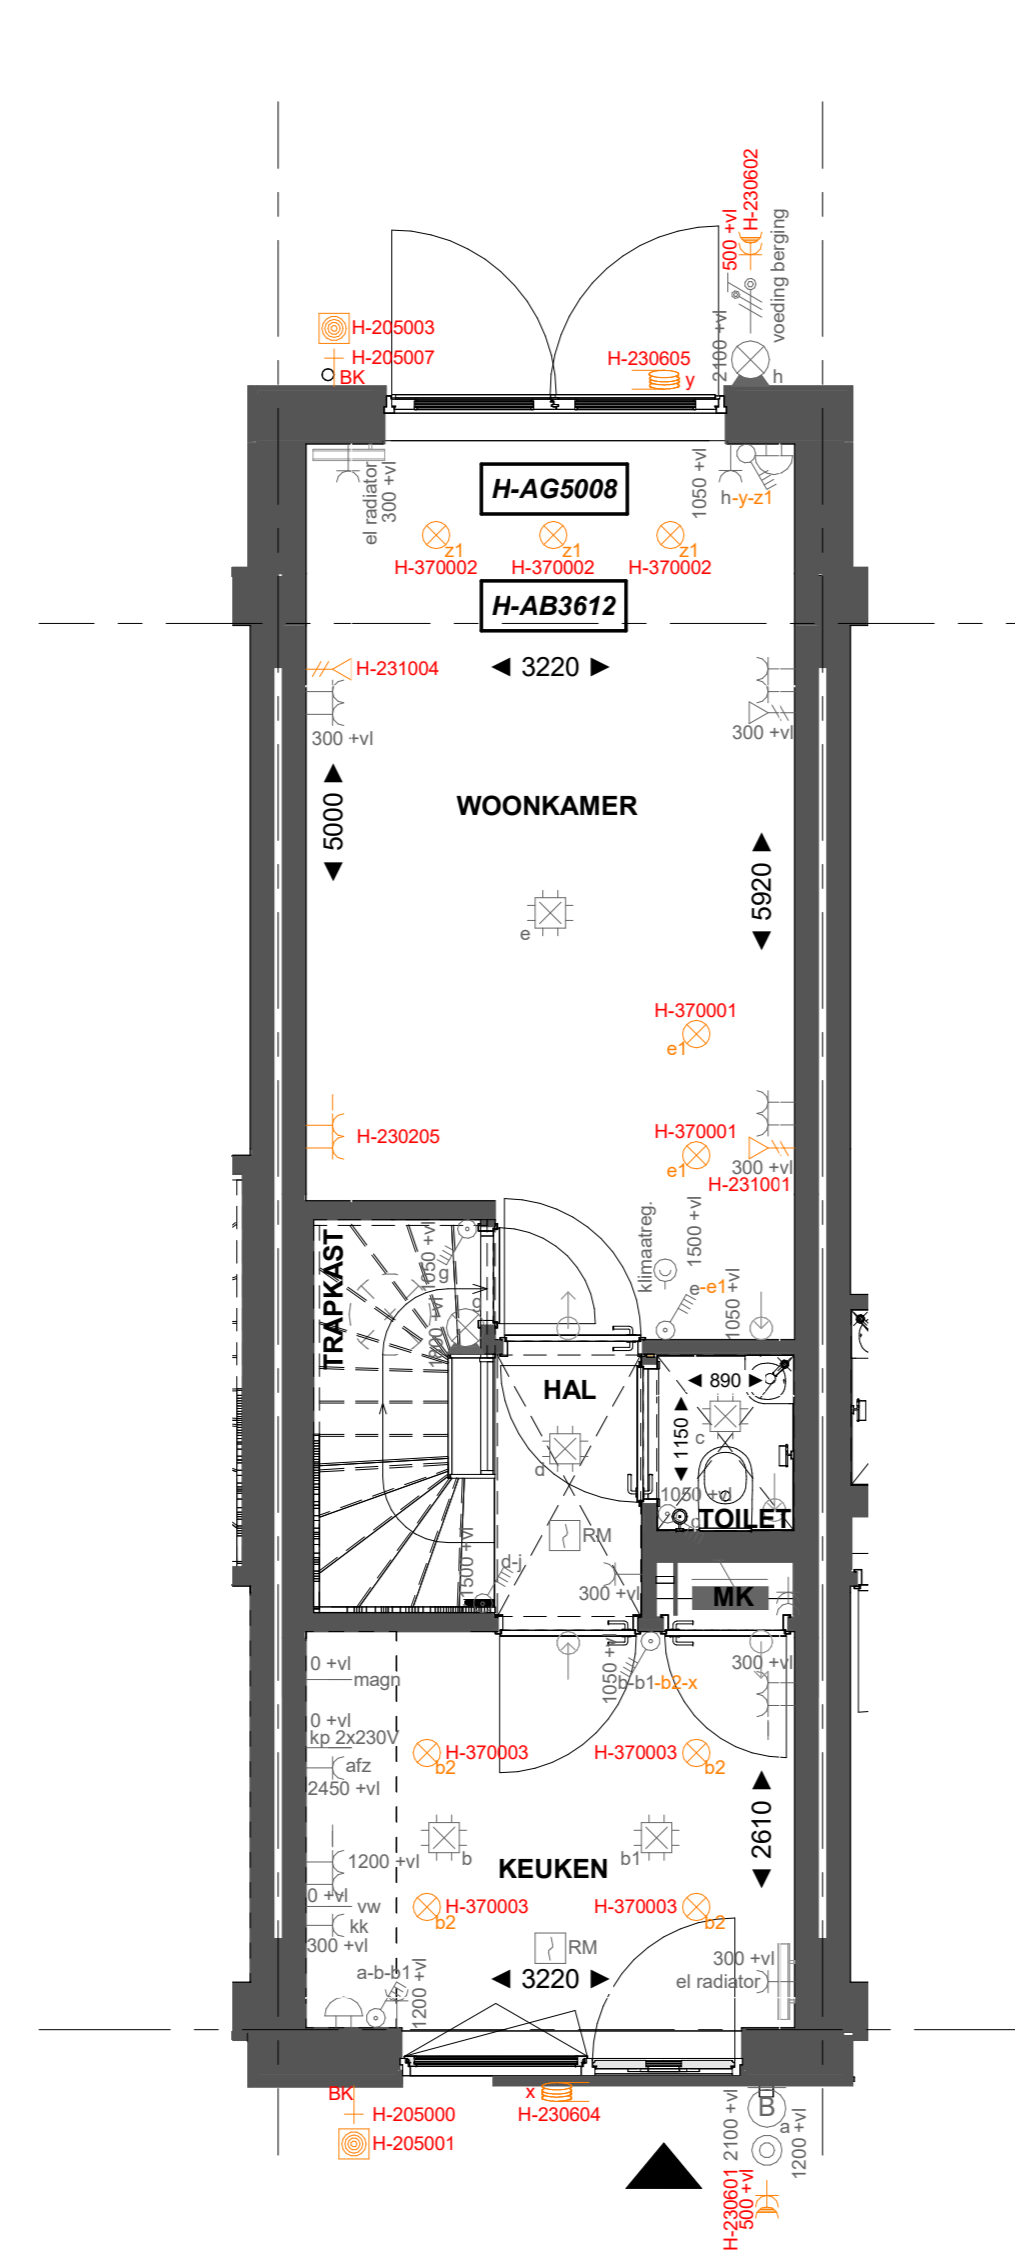 H-230602
500 +vl
voeding berging
2100 +vl
h
H-205003
H-205007
BK
H-230605
y
el radiator
300 +vl
H-AG5008
1050 +vl
h-y-z1
z1
z1
z1
H-370002
H-370002
H-370002
H-AB3612
3220
H-231004
300 +vl
300 +vl
5000
WOONKAMER
5920
e
H-370001
e1
H-230205
H-370001
e1
300 +vl
H-231001
TRAPKAST
1050 +vl
g
klimaatreg.
1500 +vl
e-e1
1050 +vl
HAL
890
1150
c
d
1050 +vl
TOILET
RM
1500 +vl
d-j
300 +vl
MK
0 +vl
magn
1050 +vl
b-b1-b2-x
300 +vl
0 +vl
kp 2x230V
afz
2450 +vl
H-370003
b2
H-370003
b2
2610
b
b1
KEUKEN
1200 +vl
0 +vl
vw
kk
300 +vl
H-370003
b2
H-370003
b2
RM
300 +vl
el radiator
a-b-b1
1200 +vl
3220
BK
H-205000
H-205001
x
H-230604
B
a
2100 +vl
1200 +vl
H-230601
500 +vl